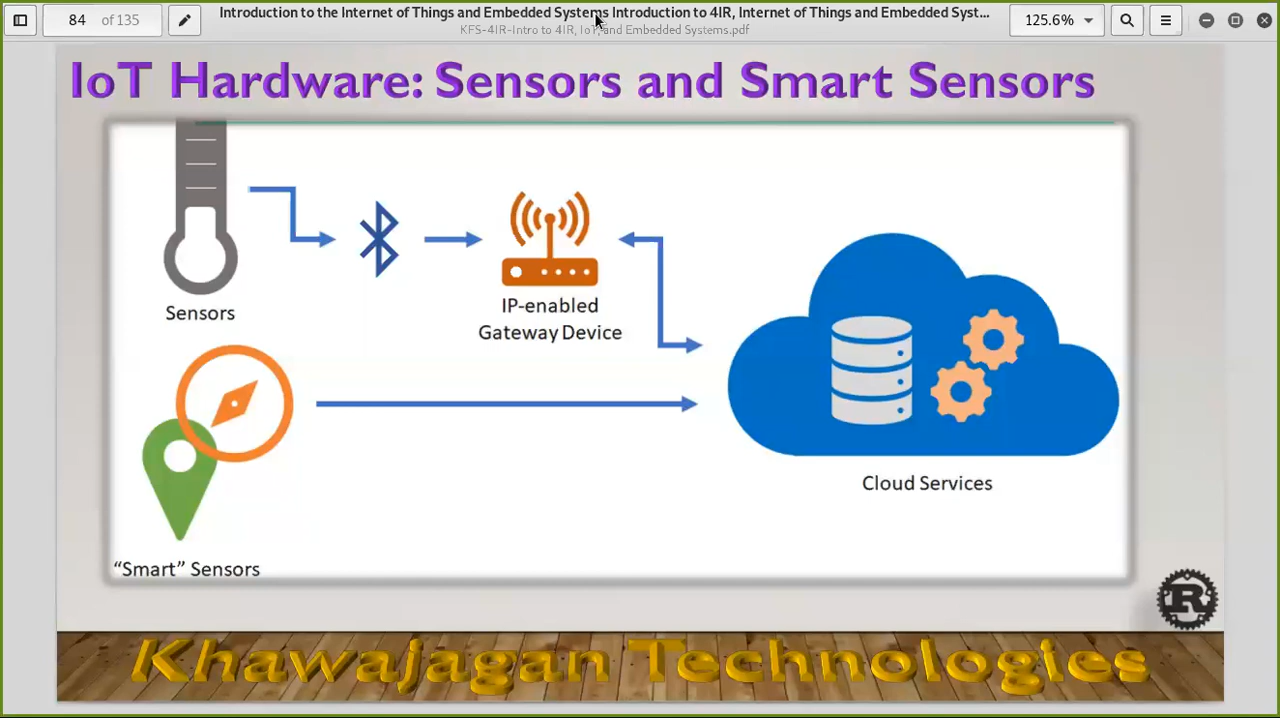 84 of 135
Introduction to the Internet of Things and Embedded Systems Introduction to 4IR, Internet of Things and Embedded Syst...
KFS-4IR-Intro to 4IR, IoT, and Embedded Systems.pdf
125.6%
IoT Hardware: Sensors and Smart Sensors
Sensors
IP-enabled
Gateway Device
Cloud Services
“Smart” Sensors
R
Khawajagan Technologies